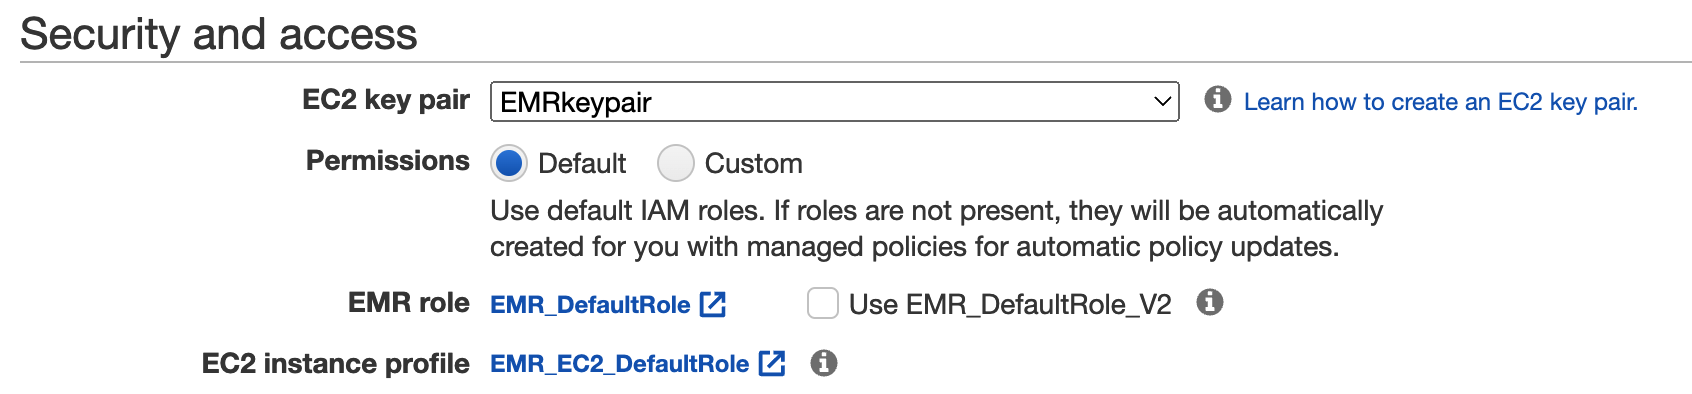 Security and access
EC2 key pair EMRkeypair Learn how to create an EC2 key pair.
Permissions Default Custom
Use default IAM roles. If roles are not present, they will be automatically
created for you with managed policies for automatic policy updates.
EMR role EMR_DefaultRole Use EMR_DefaultRole_V2
EC2 instance profile EMR_EC2_DefaultRole